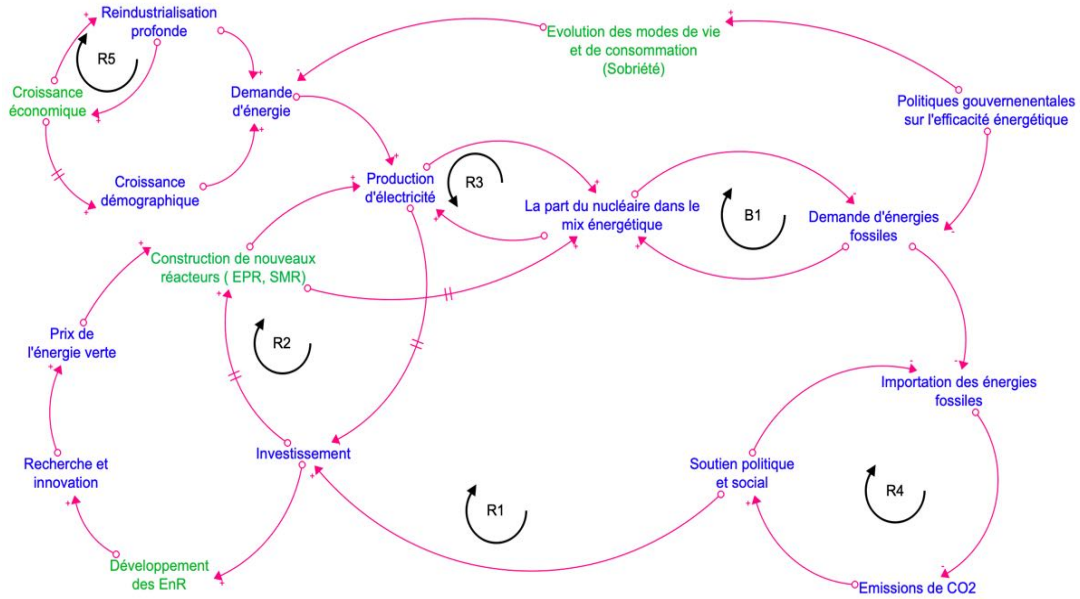 Reindustrialisation
profonde
R5
Croissance
économique
Demande
d'énergie
Croissance
démographique
Evolution des modes de vie
et de consommation
(Sobriété)
Politiques gouvernenentales
sur l'efficacité énergétique
Production
d'électricité
R3
La part du nucléaire dans le
mix énergétique
B1
Demande d'énergies
fossiles
Construction de nouveaux
réacteurs ( EPR, SMR)
R2
Prix de
l'énergie verte
Importation des énergies
fossiles
Recherche et
innovation
Investissement
Soutien politique
et social
R4
R1
Développement
des EnR
Emissions de CO2